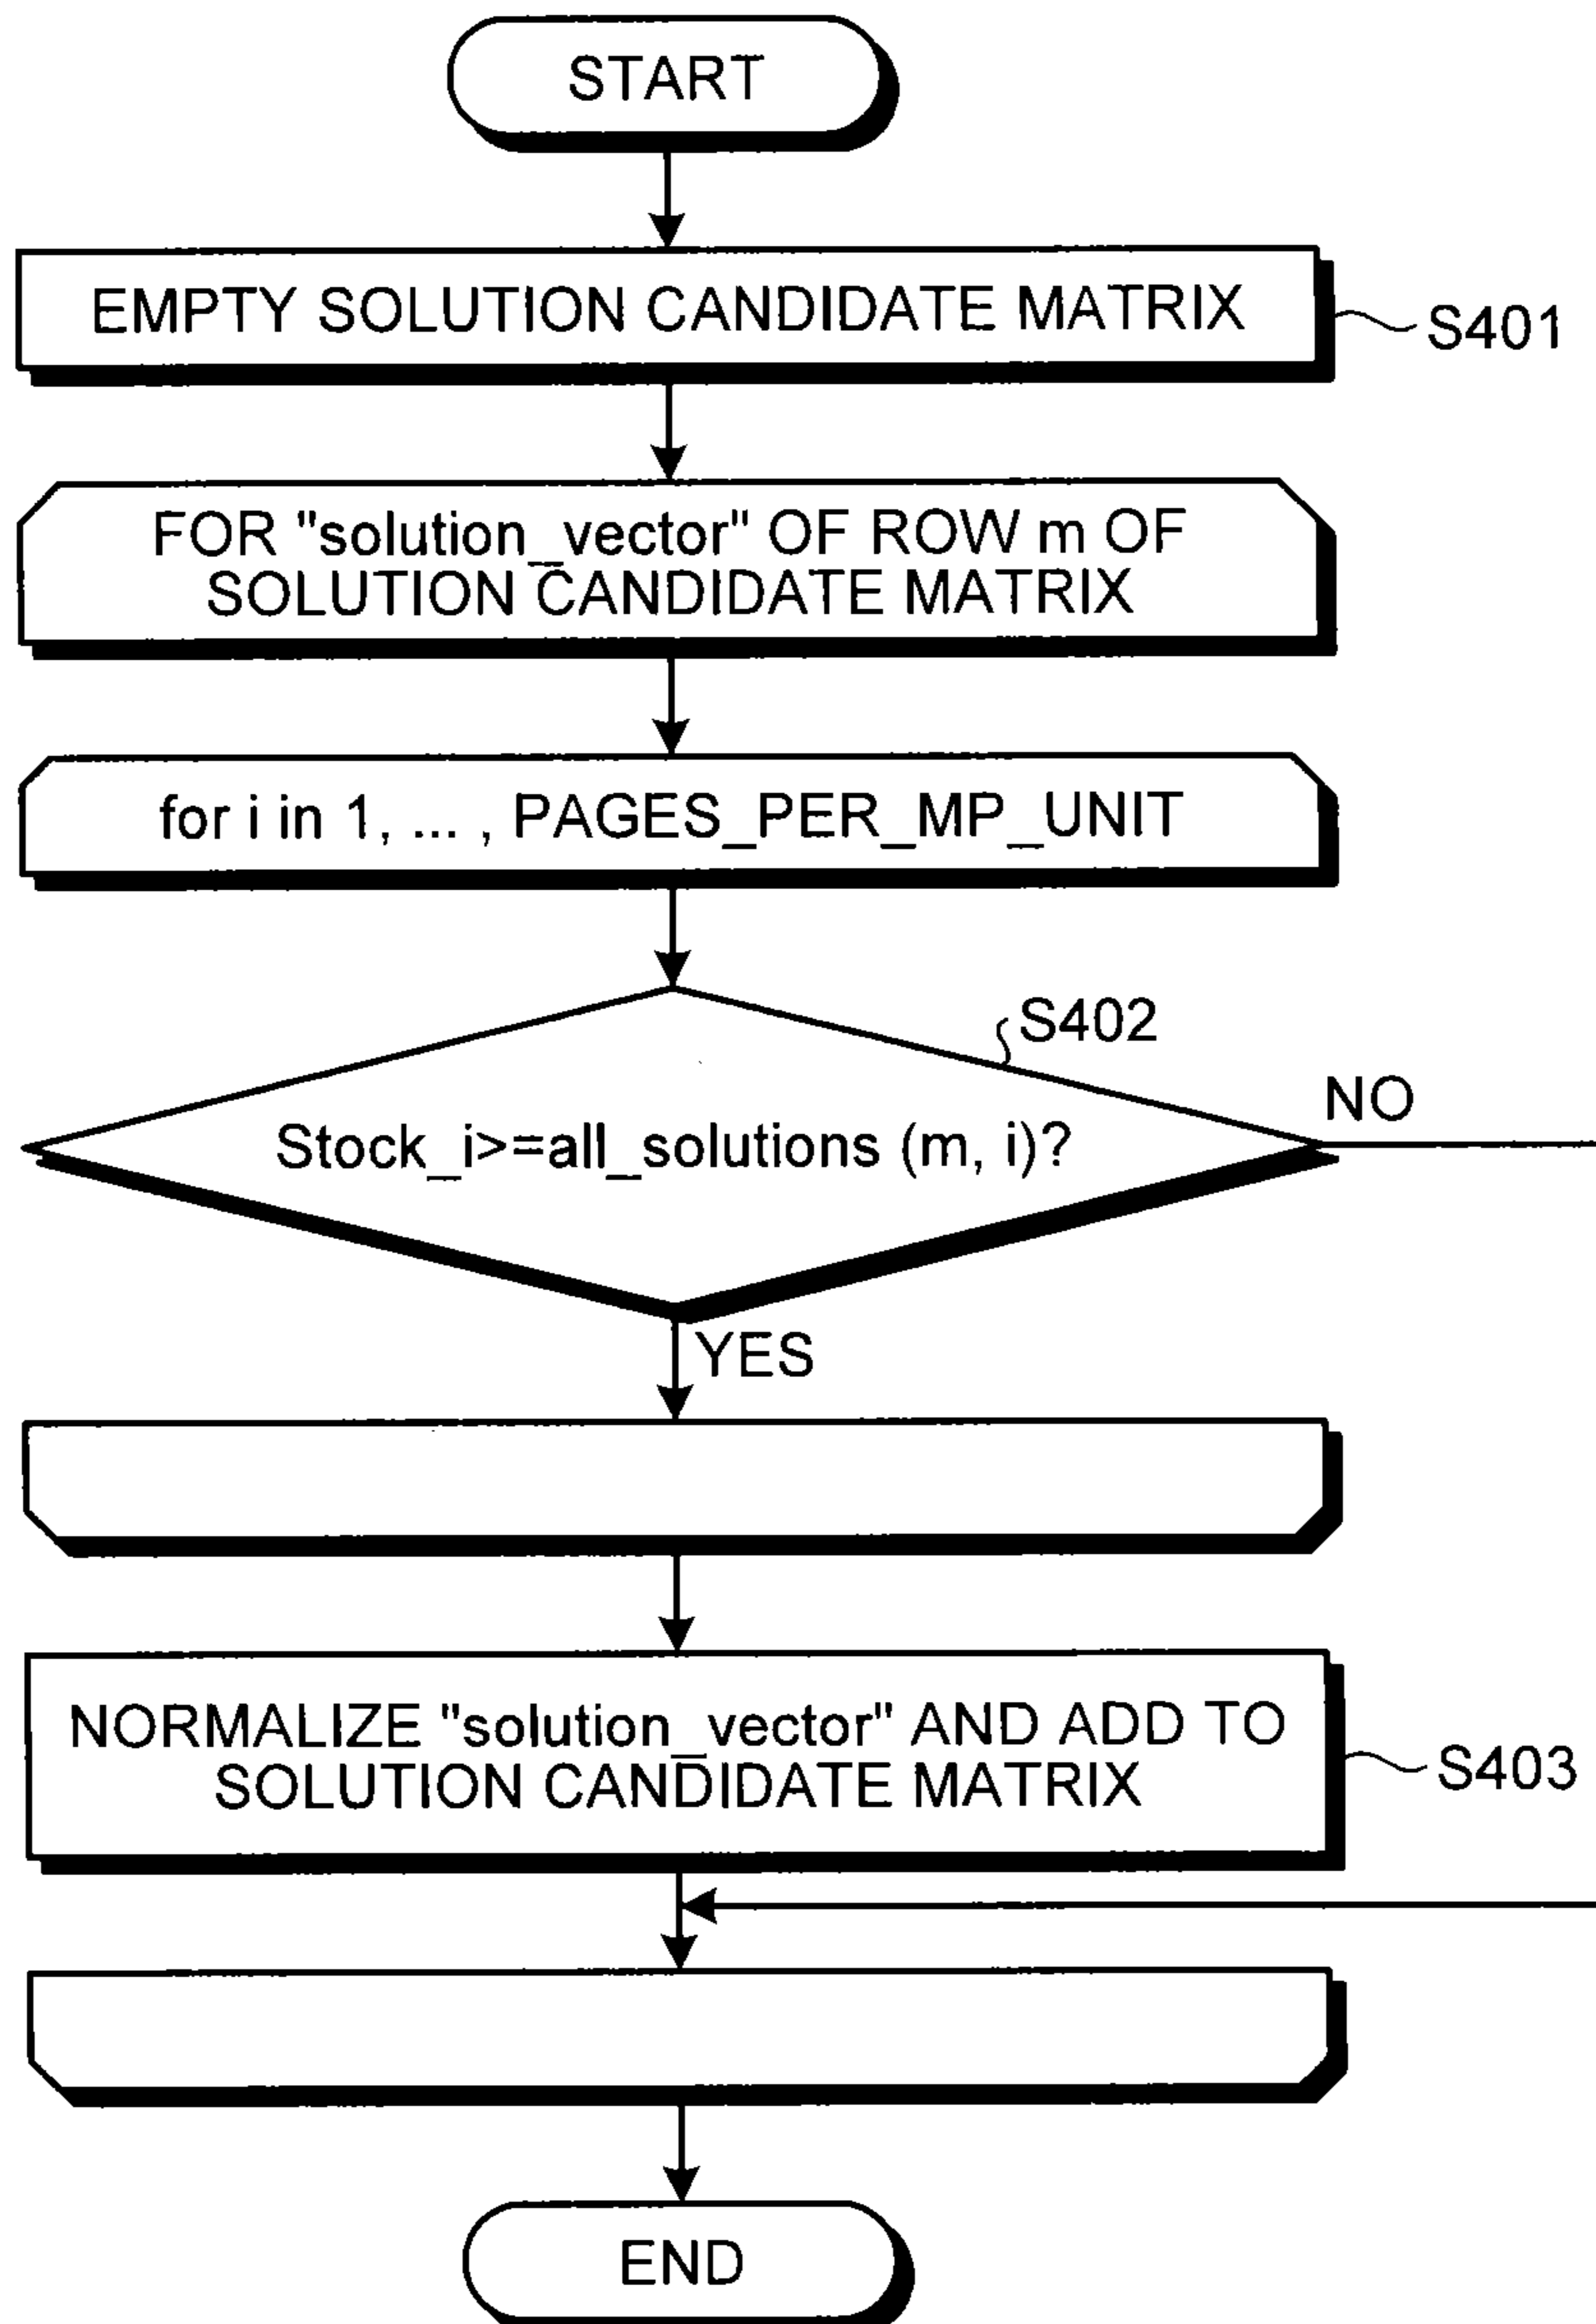 START
EMPTY SOLUTION CANDIDATE MATRIX
S401
FOR "solution_vector" OF ROW m OF
SOLUTION CANDIDATE MATRIX
for i in 1, ... , PAGES_PER_MP_UNIT
S402
NO
Stock_i>=all_solutions (m, i)?
YES
NORMALIZE "solution_vector" AND ADD TO
SOLUTION CANDIDATE MATRIX
S403
END